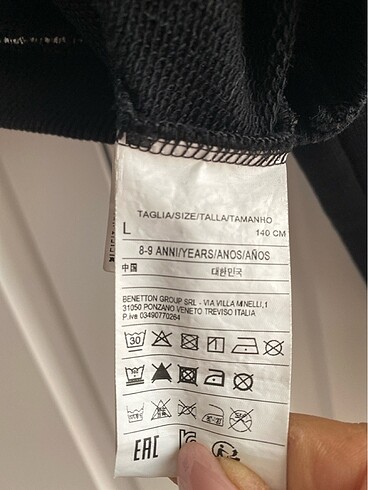 TAGLIA/SIZE/TALLA/TAMANHO
L 140 CM
8-9 ANNI/YEARS/ANOS/AÑOS
中国 대한민국
BENETTON GROUP SRL - VIA VILLA MINELLI,1
31050 PONZANO VENETO TREVISO ITALIA
P.iva 03490770264
30
EAC